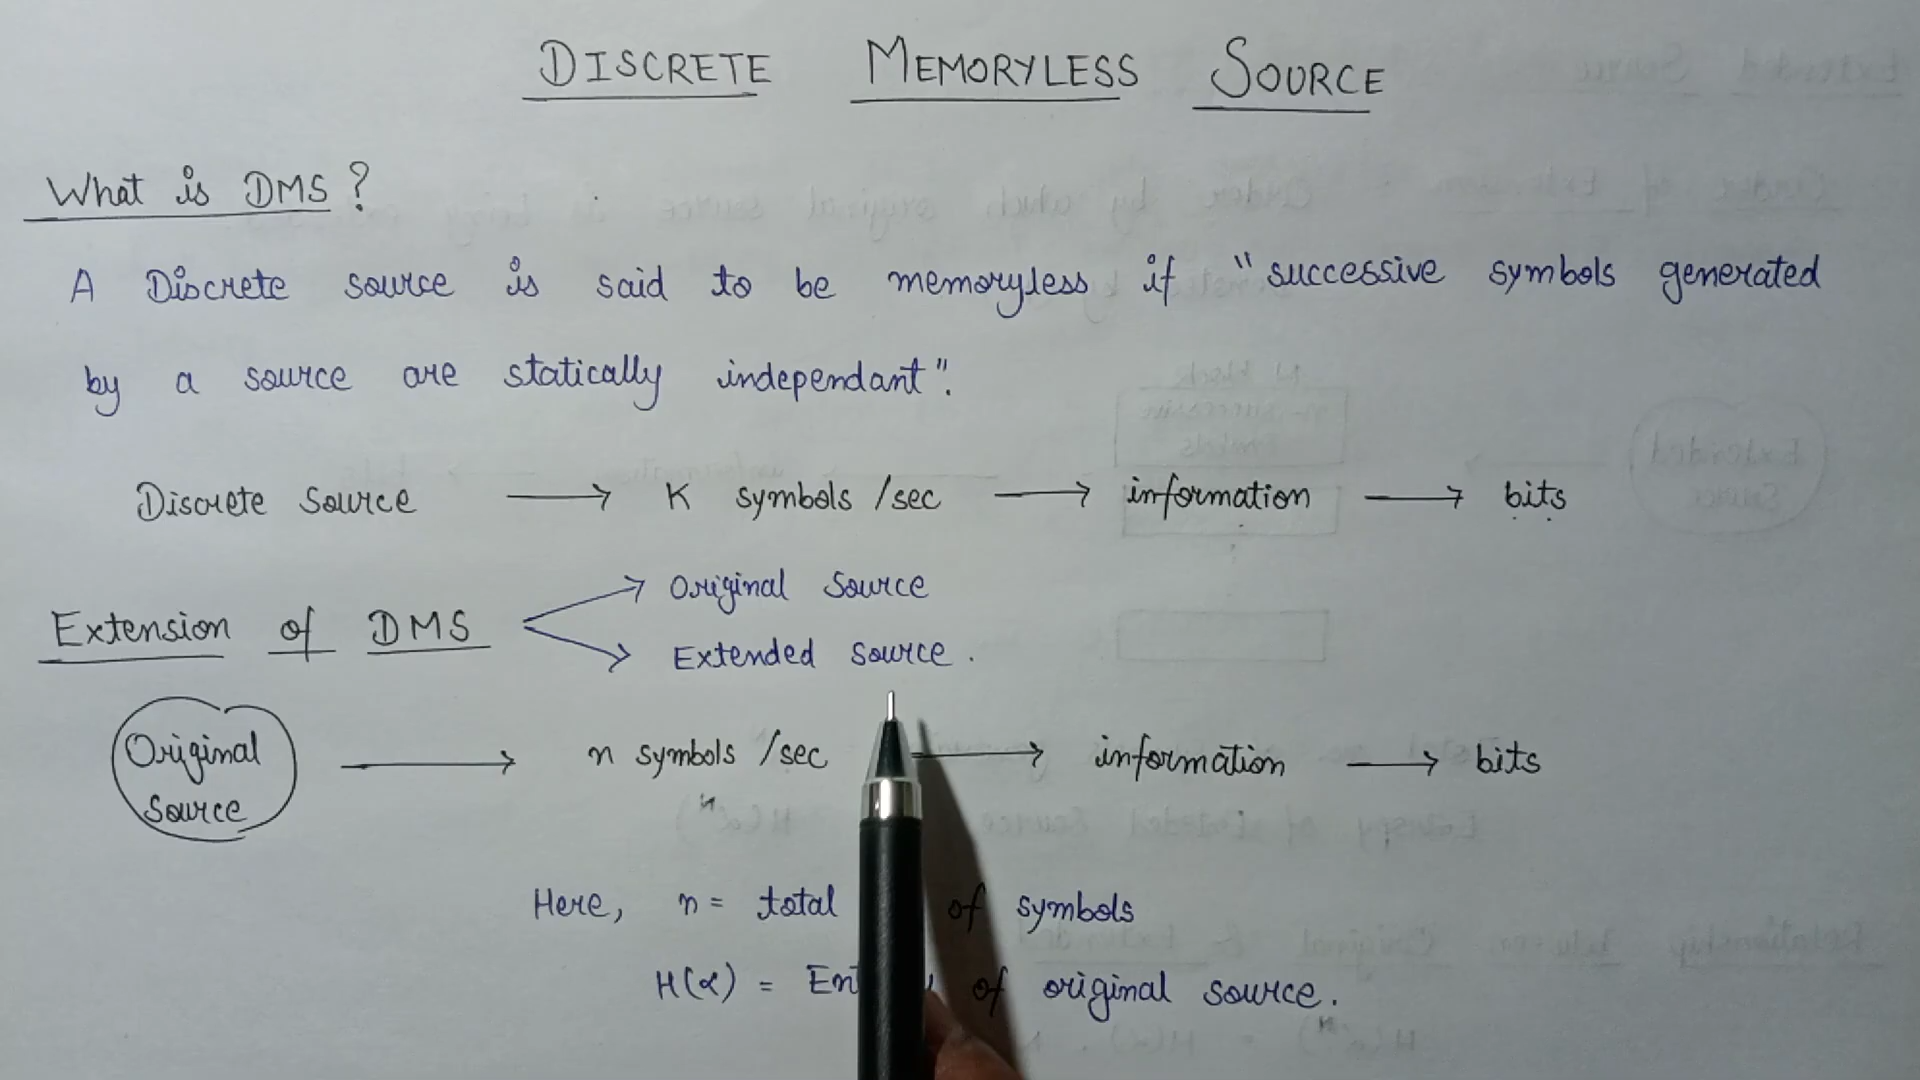 DISCRETE MEMORYLESS SOURCE
What is DMS?
A Discrete source is said to be memoryless if "successive symbols generated
by a source are statically independant".
Discrete Source → K symbols /sec → information → bits
Extension of DMS → Original Source
→ Extended source.
Original Source → n symbols /sec → information → bits
Here, n = total of symbols
H(α) = of original source.